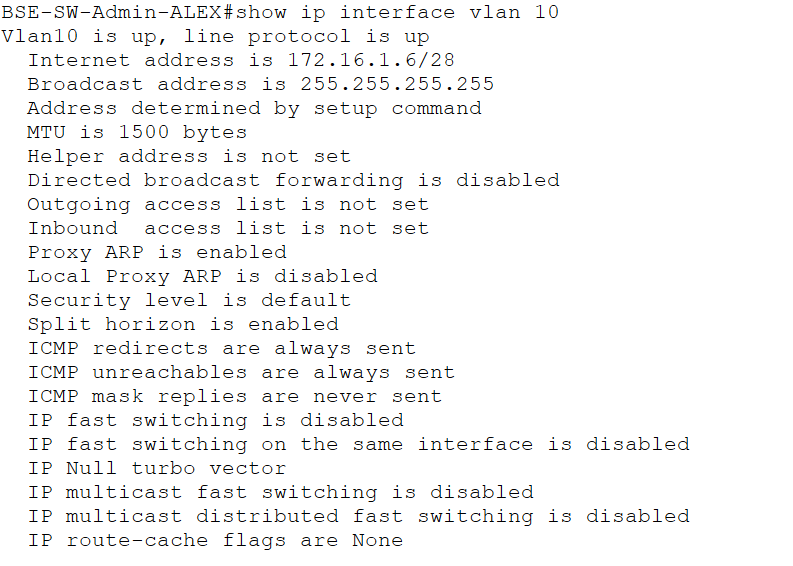 BSE-SW-Admin-ALEX#show ip interface vlan 10
Vlan10 is up, line protocol is up
  Internet address is 172.16.1.6/28
  Broadcast address is 255.255.255.255
  Address determined by setup command
  MTU is 1500 bytes
  Helper address is not set
  Directed broadcast forwarding is disabled
  Outgoing access list is not set
  Inbound  access list is not set
  Proxy ARP is enabled
  Local Proxy ARP is disabled
  Security level is default
  Split horizon is enabled
  ICMP redirects are always sent
  ICMP unreachables are always sent
  ICMP mask replies are never sent
  IP fast switching is disabled
  IP fast switching on the same interface is disabled
  IP Null turbo vector
  IP multicast fast switching is disabled
  IP multicast distributed fast switching is disabled
  IP route-cache flags are None